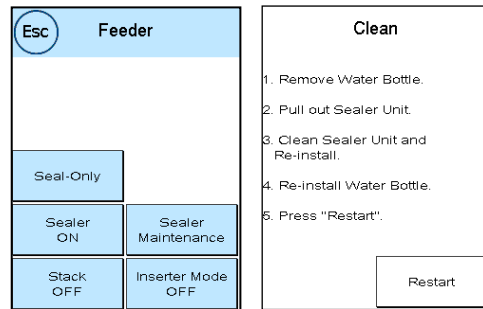 Esc
Feeder
Seal-Only
Sealer
ON
Sealer
Maintenance
Stack
OFF
Inserter Mode
OFF
Clean
1. Remove Water Bottle.
2. Pull out Sealer Unit.
3. Clean Sealer Unit and
Re-install.
4. Re-install Water Bottle.
5. Press "Restart".
Restart